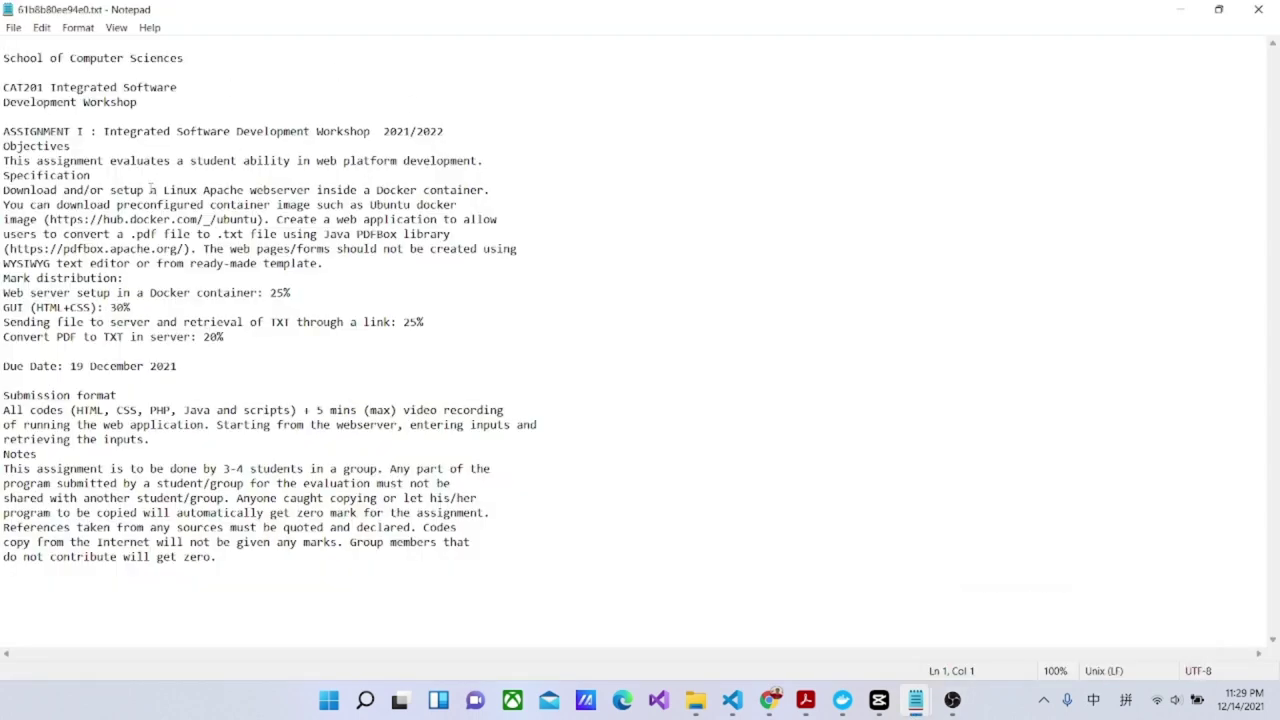 61b8b80ee94e0.txt - Notepad
File Edit Format View Help
School of Computer Sciences
CAT201 Integrated Software
Development Workshop
ASSIGNMENT I : Integrated Software Development Workshop 2021/2022
Objectives
This assignment evaluates a student ability in web platform development.
Specification
Download and/or setup a Linux Apache webserver inside a Docker container.
You can download preconfigured container image such as Ubuntu docker
image (https://hub.docker.com/_/ubuntu). Create a web application to allow
users to convert a .pdf file to .txt file using Java PDFBox library
(https://pdfbox.apache.org/). The web pages/forms should not be created using
WYSIWYG text editor or from ready-made template.
Mark distribution:
Web server setup in a Docker container: 25%
GUI (HTML+CSS): 30%
Sending file to server and retrieval of TXT through a link: 25%
Convert PDF to TXT in server: 20%
Due Date: 19 December 2021
Submission format
All codes (HTML, CSS, PHP, Java and scripts) + 5 mins (max) video recording
of running the web application. Starting from the webserver, entering inputs and
retrieving the inputs.
Notes
This assignment is to be done by 3-4 students in a group. Any part of the
program submitted by a student/group for the evaluation must not be
shared with another student/group. Anyone caught copying or let his/her
program to be copied will automatically get zero mark for the assignment.
References taken from any sources must be quoted and declared. Codes
copy from the Internet will not be given any marks. Group members that
do not contribute will get zero.
Ln 1, Col 1 100% Unix (LF) UTF-8
中 拼 11:29 PM
12/14/2021